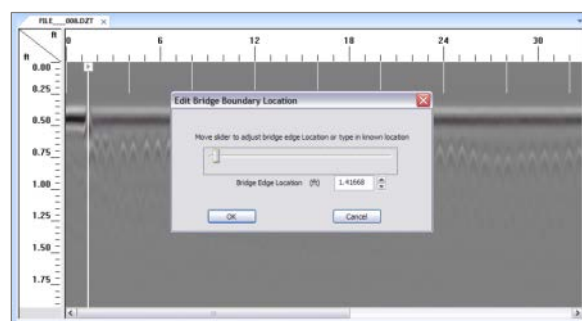 FILE____008.DZT
ft 0 6 12 18 24 30
ft
0.00
0.25
0.50
0.75
1.00
1.25
1.50
1.75
Edit Bridge Boundary Location
Move slider to adjust bridge edge Location or type in known location
Bridge Edge Location (ft) 1.41668
OK Cancel